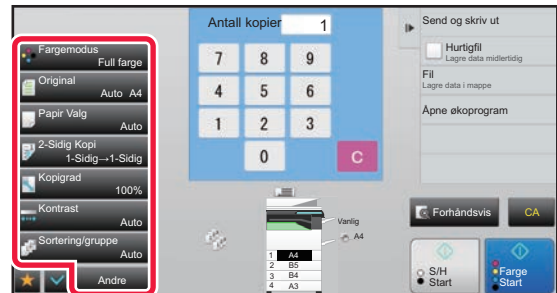 Fargemodus
Full farge
Original
Auto A4
Papir Valg
Auto
2-Sidig Kopi
1-Sidig→1-Sidig
Kopigrad
100%
Kontrast
Auto
Sortering/gruppe
Auto
Andre
Antall kopier 1
7 8 9
4 5 6
1 2 3
0 C
Vanlig
A4
1 A4
2 B5
3 B4
4 A3
Send og skriv ut
Hurtigfil
Lagre data midlertidig
Fil
Lagre data i mappe
Åpne økoprogram
Forhåndsvis
CA
S/H
Start
Farge
Start